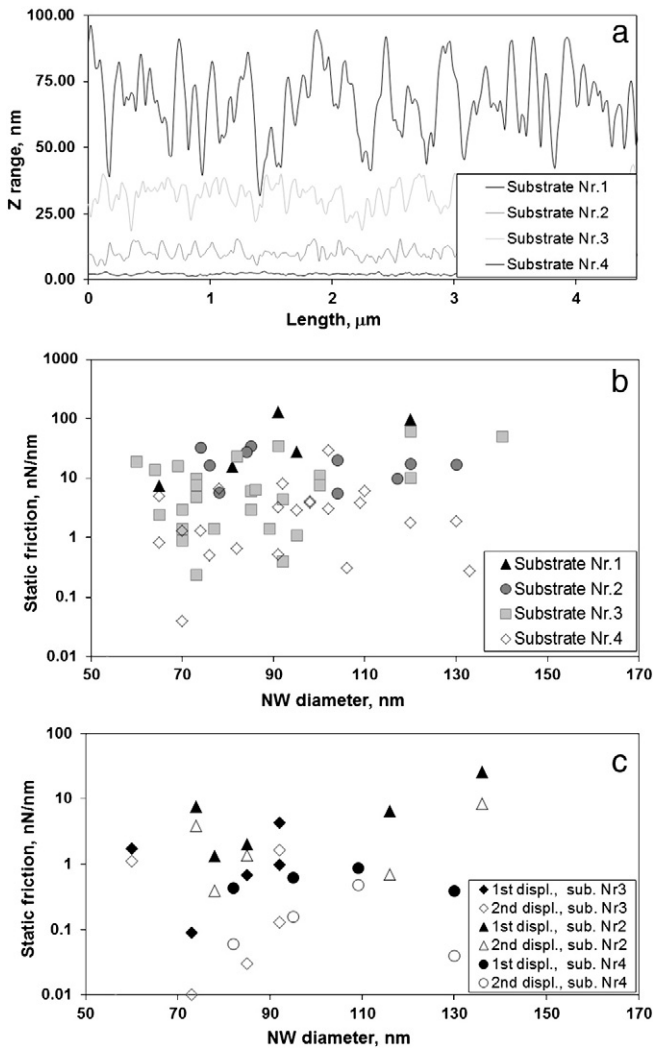 a
100.00
75.00
50.00
25.00
0.00
Z range, nm
0 1 2 3 4
Length, μm
Substrate Nr.1
Substrate Nr.2
Substrate Nr.3
Substrate Nr.4
b
1000
100
10
1
0.1
0.01
Static friction, nN/nm
50 70 90 110 130 150 170
NW diameter, nm
Substrate Nr.1
Substrate Nr.2
Substrate Nr.3
Substrate Nr.4
c
100
10
1
0.1
0.01
Static friction, nN/nm
50 70 90 110 130 150 170
NW diameter, nm
1st displ., sub. Nr3
2nd displ., sub. Nr3
1st displ., sub. Nr2
2nd displ., sub. Nr2
1st displ., sub. Nr4
2nd displ., sub. Nr4